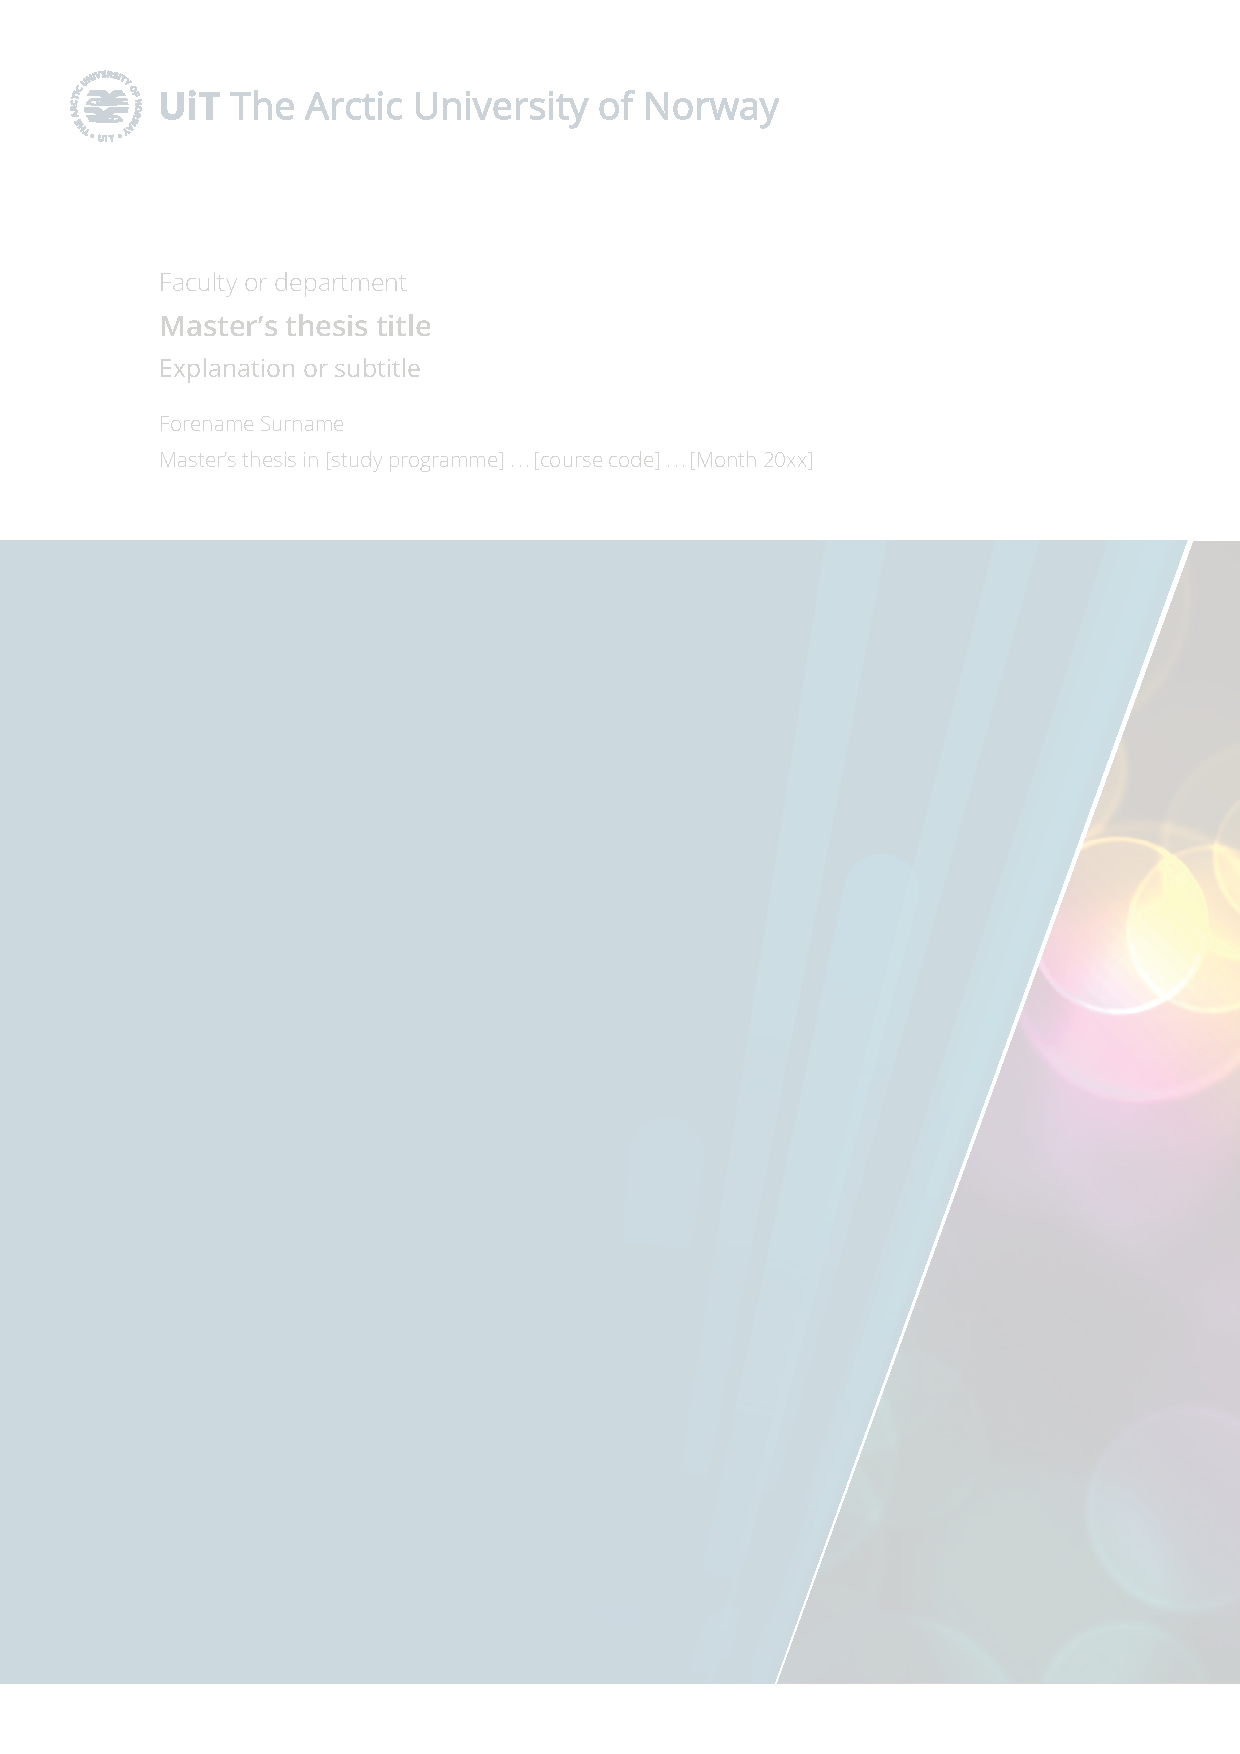 THE ARCTIC UNIVERSITY OF NORWAY • UiT •
UiT The Arctic University of Norway
Faculty or department
Master’s thesis title
Explanation or subtitle
Forename Surname
Master’s thesis in [study programme] … [course code] … [Month 20xx]